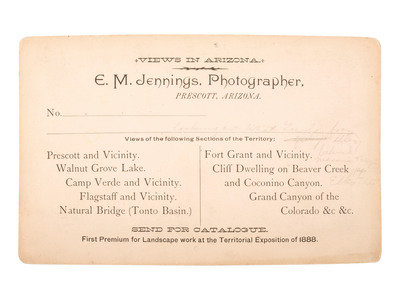 VIEWS IN ARIZONA.
E. M. Jennings, Photographer,
PRESCOTT, ARIZONA.
No.
Views of the following Sections of the Territory:
Prescott and Vicinity.
Walnut Grove Lake.
Camp Verde and Vicinity.
Flagstaff and Vicinity.
Natural Bridge (Tonto Basin.)
Fort Grant and Vicinity.
Cliff Dwelling on Beaver Creek
and Coconino Canyon.
Grand Canyon of the
Colorado &c &c.
SEND FOR CATALOGUE.
First Premium for Landscape work at the Territorial Exposition of 1888.